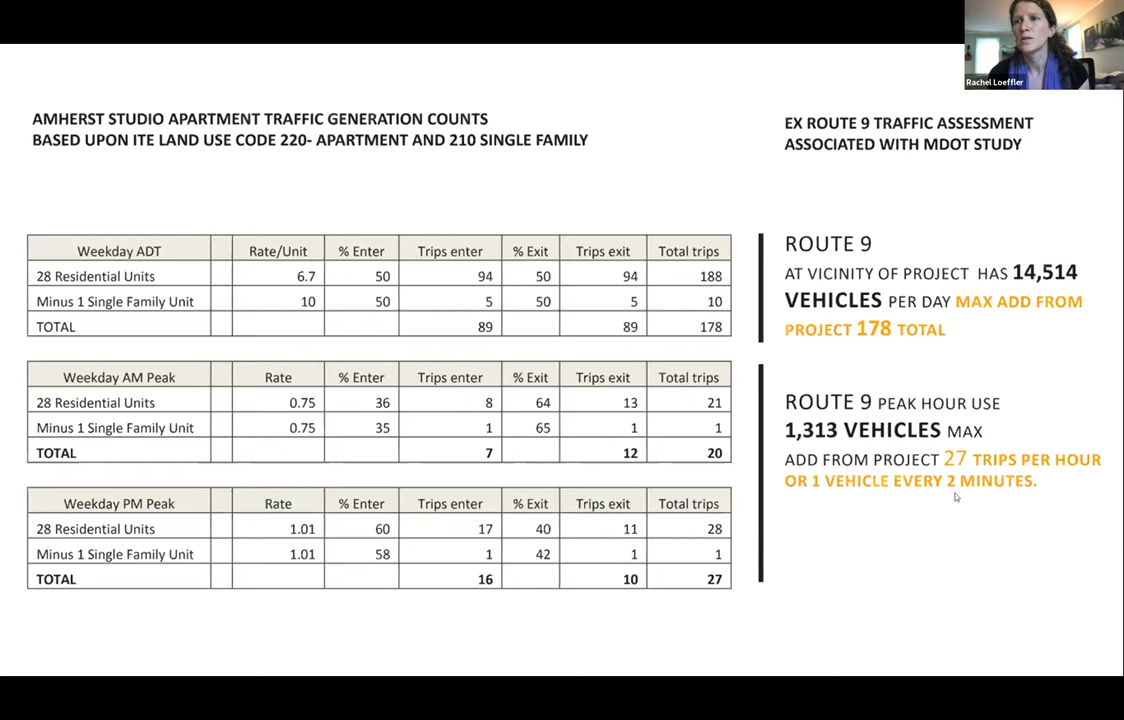 Rachel Loeffler
AMHERST STUDIO APARTMENT TRAFFIC GENERATION COUNTS
BASED UPON ITE LAND USE CODE 220- APARTMENT AND 210 SINGLE FAMILY
Weekday ADT Rate/Unit % Enter Trips enter % Exit Trips exit Total trips
28 Residential Units 6.7 50 94 50 94 188
Minus 1 Single Family Unit 10 50 5 50 5 10
TOTAL 89 89 178
Weekday AM Peak Rate % Enter Trips enter % Exit Trips exit Total trips
28 Residential Units 0.75 36 8 64 13 21
Minus 1 Single Family Unit 0.75 35 1 65 1 1
TOTAL 7 12 20
Weekday PM Peak Rate % Enter Trips enter % Exit Trips exit Total trips
28 Residential Units 1.01 60 17 40 11 28
Minus 1 Single Family Unit 1.01 58 1 42 1 1
TOTAL 16 10 27
EX ROUTE 9 TRAFFIC ASSESSMENT
ASSOCIATED WITH MDOT STUDY
ROUTE 9
AT VICINITY OF PROJECT HAS 14,514
VEHICLES PER DAY MAX ADD FROM
PROJECT 178 TOTAL
ROUTE 9 PEAK HOUR USE
1,313 VEHICLES MAX
ADD FROM PROJECT 27 TRIPS PER HOUR
OR 1 VEHICLE EVERY 2 MINUTES.